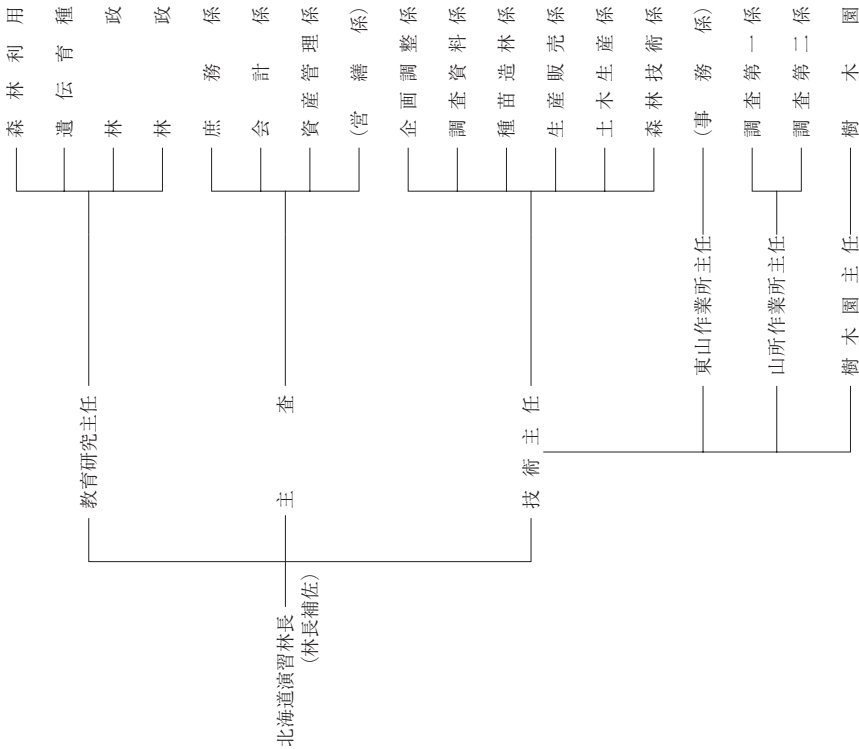 北海道演習林長
(林長補佐)
教育研究主任
主査
技術主任
森林利用
遺伝育種
林政
林政
庶務係
会計係
資産管理係
(営繕係)
企画調整係
調査資料係
種苗造林係
生産販売係
土木生産係
森林技術係
東山作業所主任
(事務係)
山所作業所主任
調査第一係
調査第二係
樹木園主任
樹木園